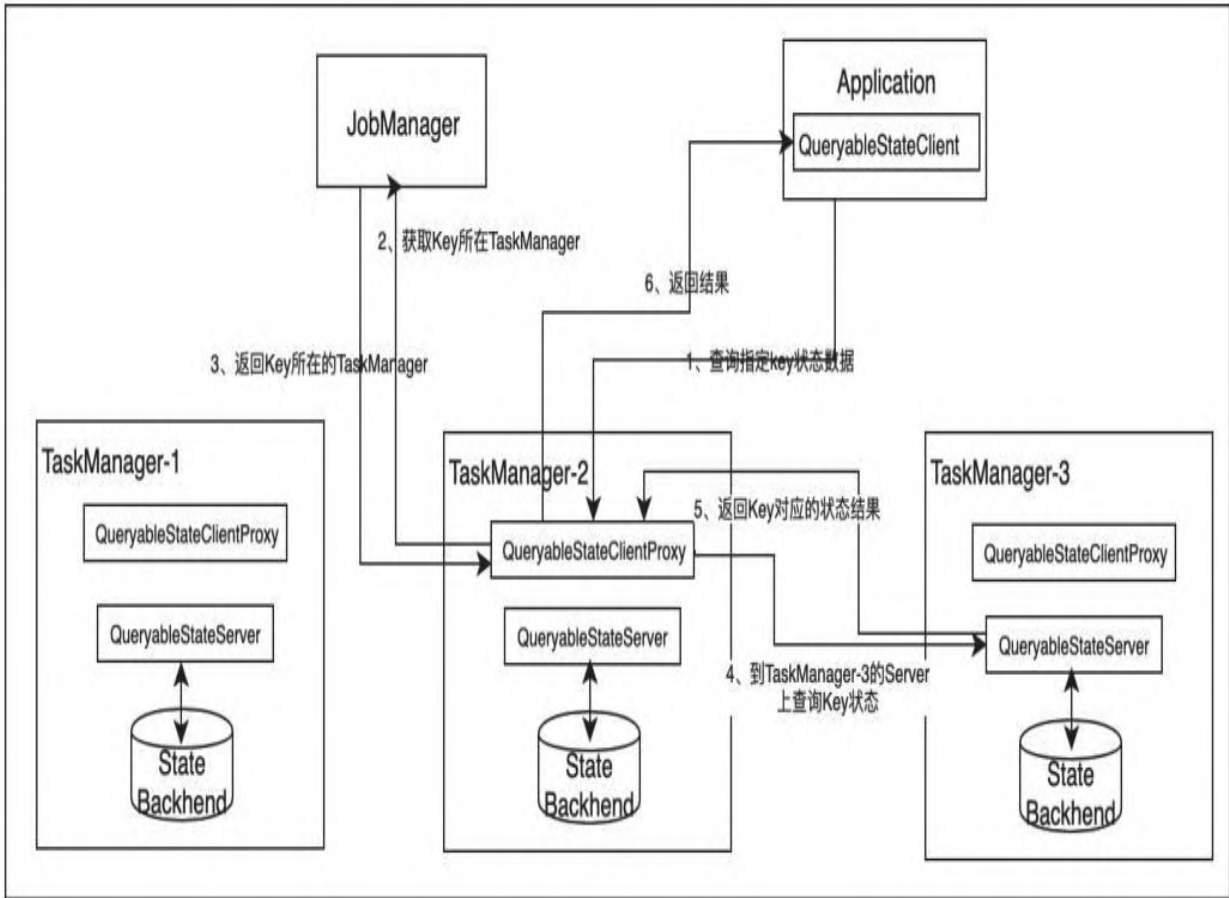 Application
JobManager
QueryableStateClient
2、获取Key所在TaskManager
6、返回结果
3、返回Key所在的TaskManager
1、查询指定key状态数据
TaskManager-1
TaskManager-2
TaskManager-3
5、返回Key对应的状态结果
QueryableStateClientProxy
QueryableStateClientProxy
QueryableStateClientProxy
QueryableStateServer
QueryableStateServer
QueryableStateServer
4、到TaskManager-3的Server
上查询Key状态
State
Backhend
State
Backhend
State
Backhend